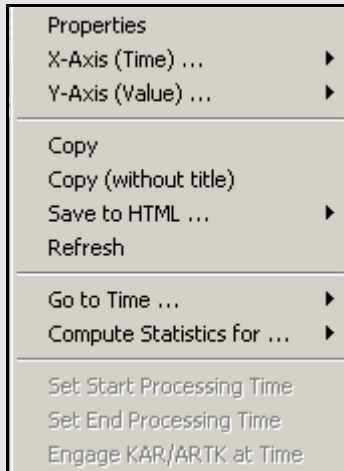 Properties
X-Axis (Time) ...
Y-Axis (Value) ...
Copy
Copy (without title)
Save to HTML ...
Refresh
Go to Time ...
Compute Statistics for ...
Set Start Processing Time
Set End Processing Time
Engage KAR/ARTK at Time